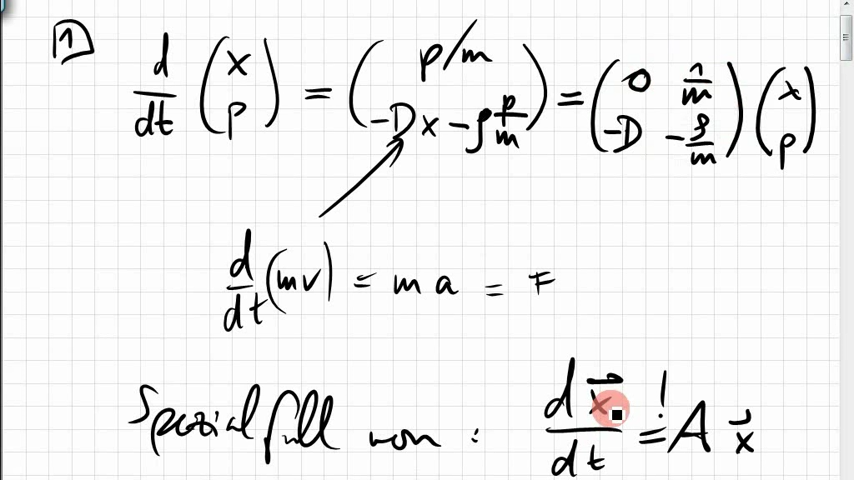 1
d/dt (x p) = (p/m -Dx - ρ p/m) = (0 1/m -D -ρ/m) (x p)
d/dt (mv) = ma = F
Spezialfall von : dx⃗/dt =! A x⃗